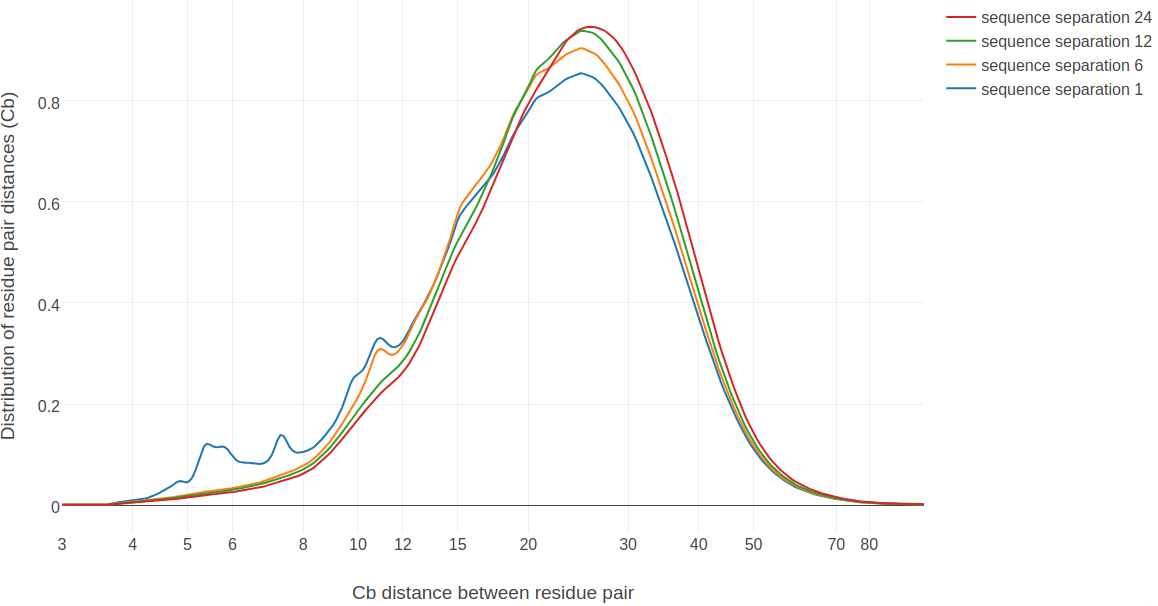 sequence separation 24
sequence separation 12
sequence separation 6
sequence separation 1
Distribution of residue pair distances (Cb)
0.8
0.6
0.4
0.2
0
3 4 5 6 8 10 12 15 20 30 40 50 70 80
Cb distance between residue pair